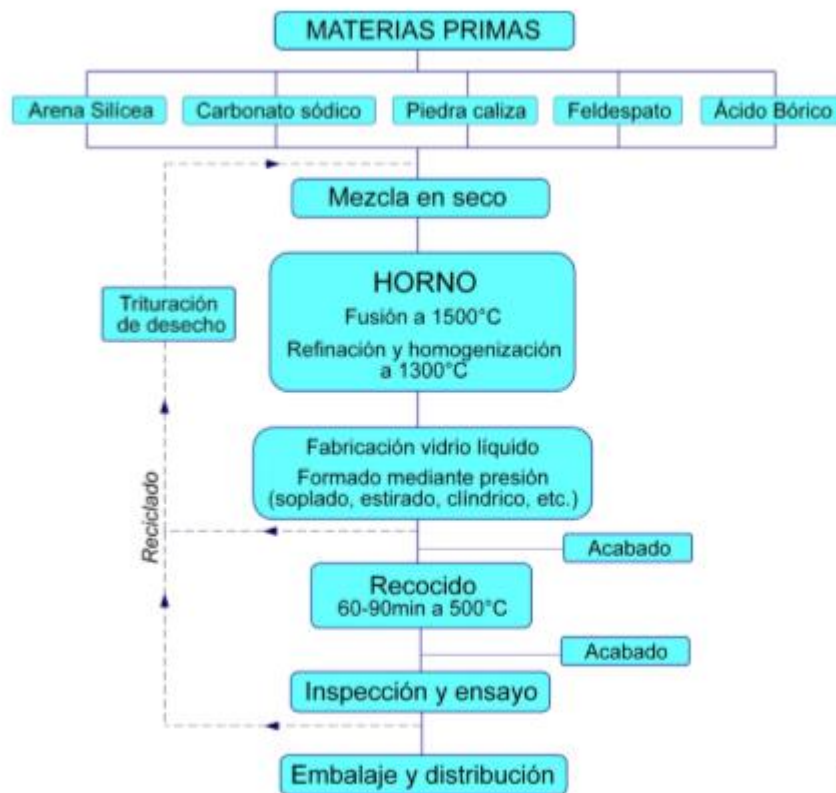 MATERIAS PRIMAS
Arena Silícea
Carbonato sódico
Piedra caliza
Feldespato
Ácido Bórico
Mezcla en seco
HORNO
Fusión a 1500°C
Refinación y homogenización
a 1300°C
Trituración
de desecho
Fabricación vidrio líquido
Formado mediante presión
(soplado, estirado, clíndrico, etc.)
Reciclado
Acabado
Recocido
60-90min a 500°C
Acabado
Inspección y ensayo
Embalaje y distribución